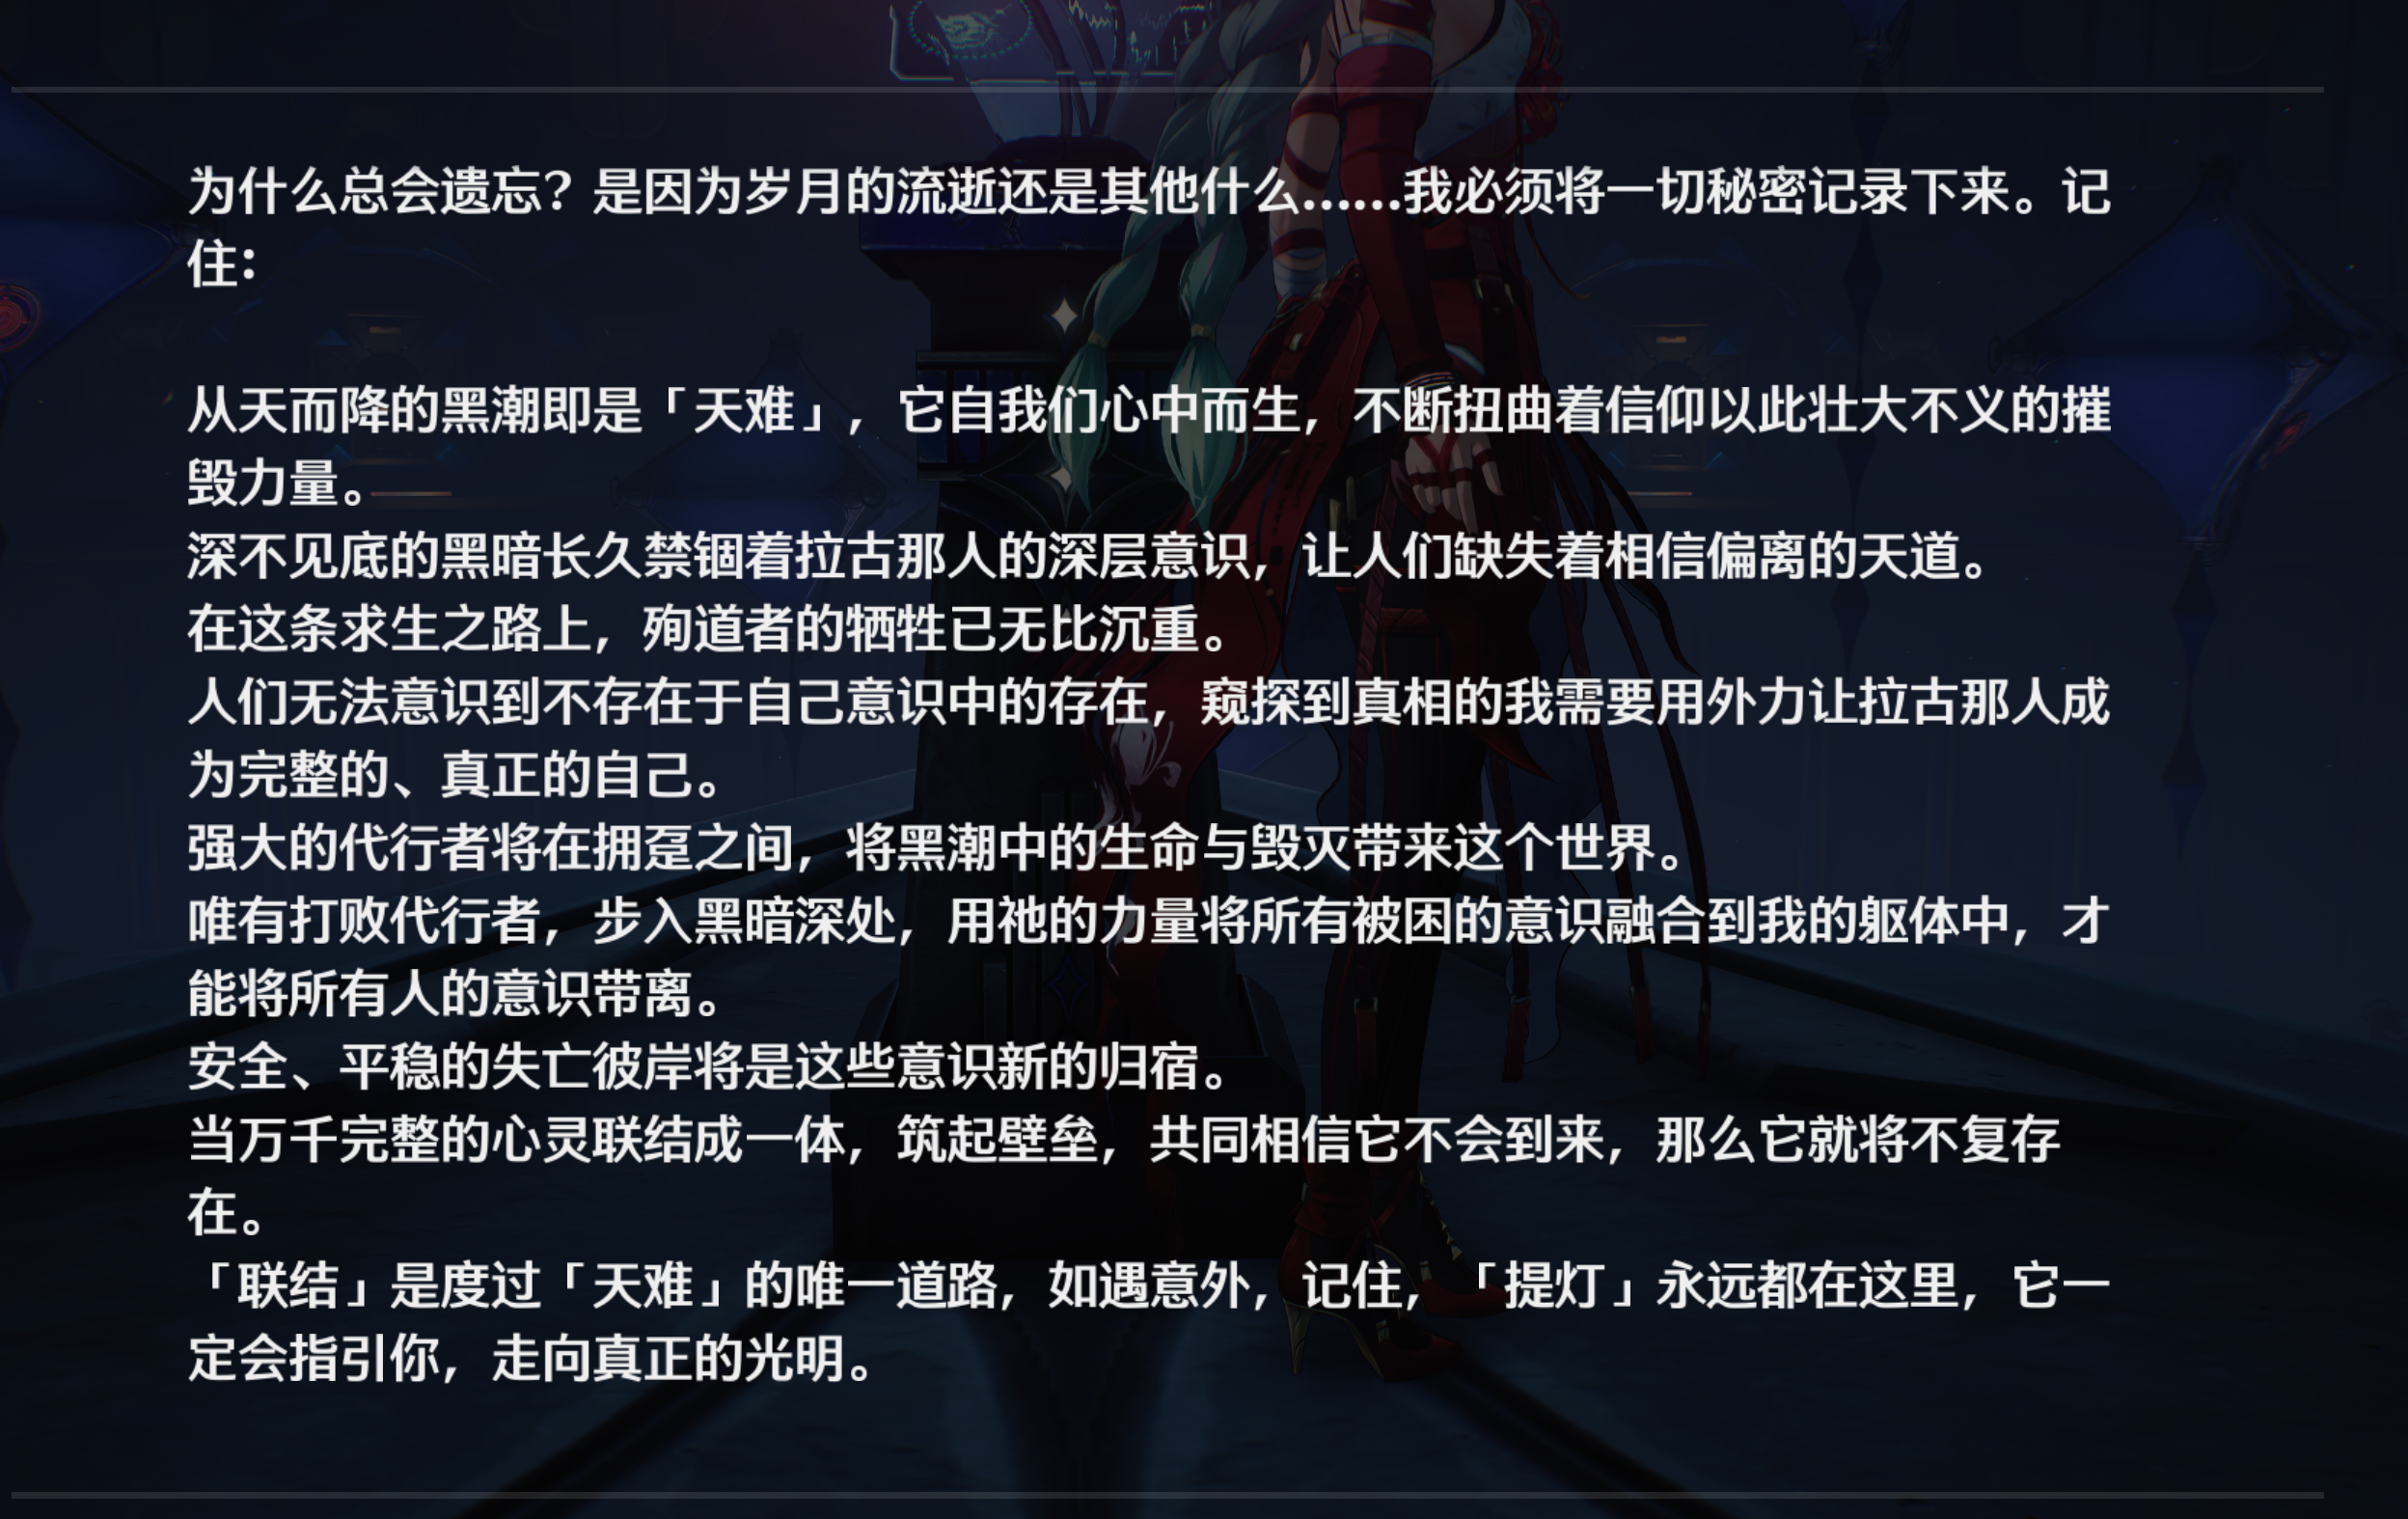 为什么总会遗忘？是因为岁月的流逝还是其他什么……我必须将一切秘密记录下来。记
住：
从天而降的黑潮即是「天难」，它自我们心中而生，不断扭曲着信仰以此壮大不义的摧
毁力量。
深不见底的黑暗长久禁锢着拉古那人的深层意识，让人们缺失着相信偏离的天道。
在这条求生之路上，殉道者的牺牲已无比沉重。
人们无法意识到不存在于自己意识中的存在，窥探到真相的我需要用外力让拉古那人成
为完整的、真正的自己。
强大的代行者将在拥趸之间，将黑潮中的生命与毁灭带来这个世界。
唯有打败代行者，步入黑暗深处，用祂的力量将所有被困的意识融合到我的躯体中，才
能将所有人的意识带离。
安全、平稳的失亡彼岸将是这些意识新的归宿。
当万千完整的心灵联结成一体，筑起壁垒，共同相信它不会到来，那么它就将不复存
在。
「联结」是度过「天难」的唯一道路，如遇意外，记住，「提灯」永远都在这里，它一
定会指引你，走向真正的光明。